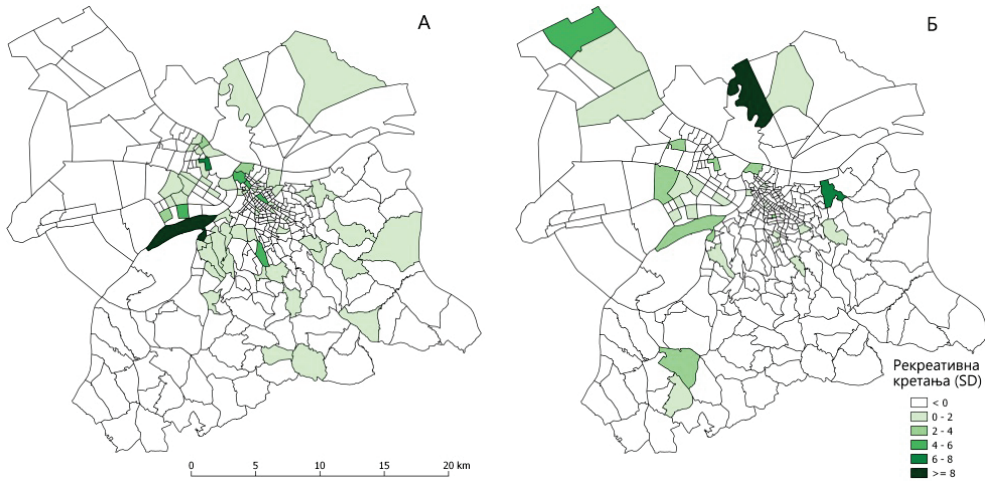 А
Б
Рекреативна
кретања (SD)
< 0
0 - 2
2 - 4
4 - 6
6 - 8
>= 8
0 5 10 15 20 km